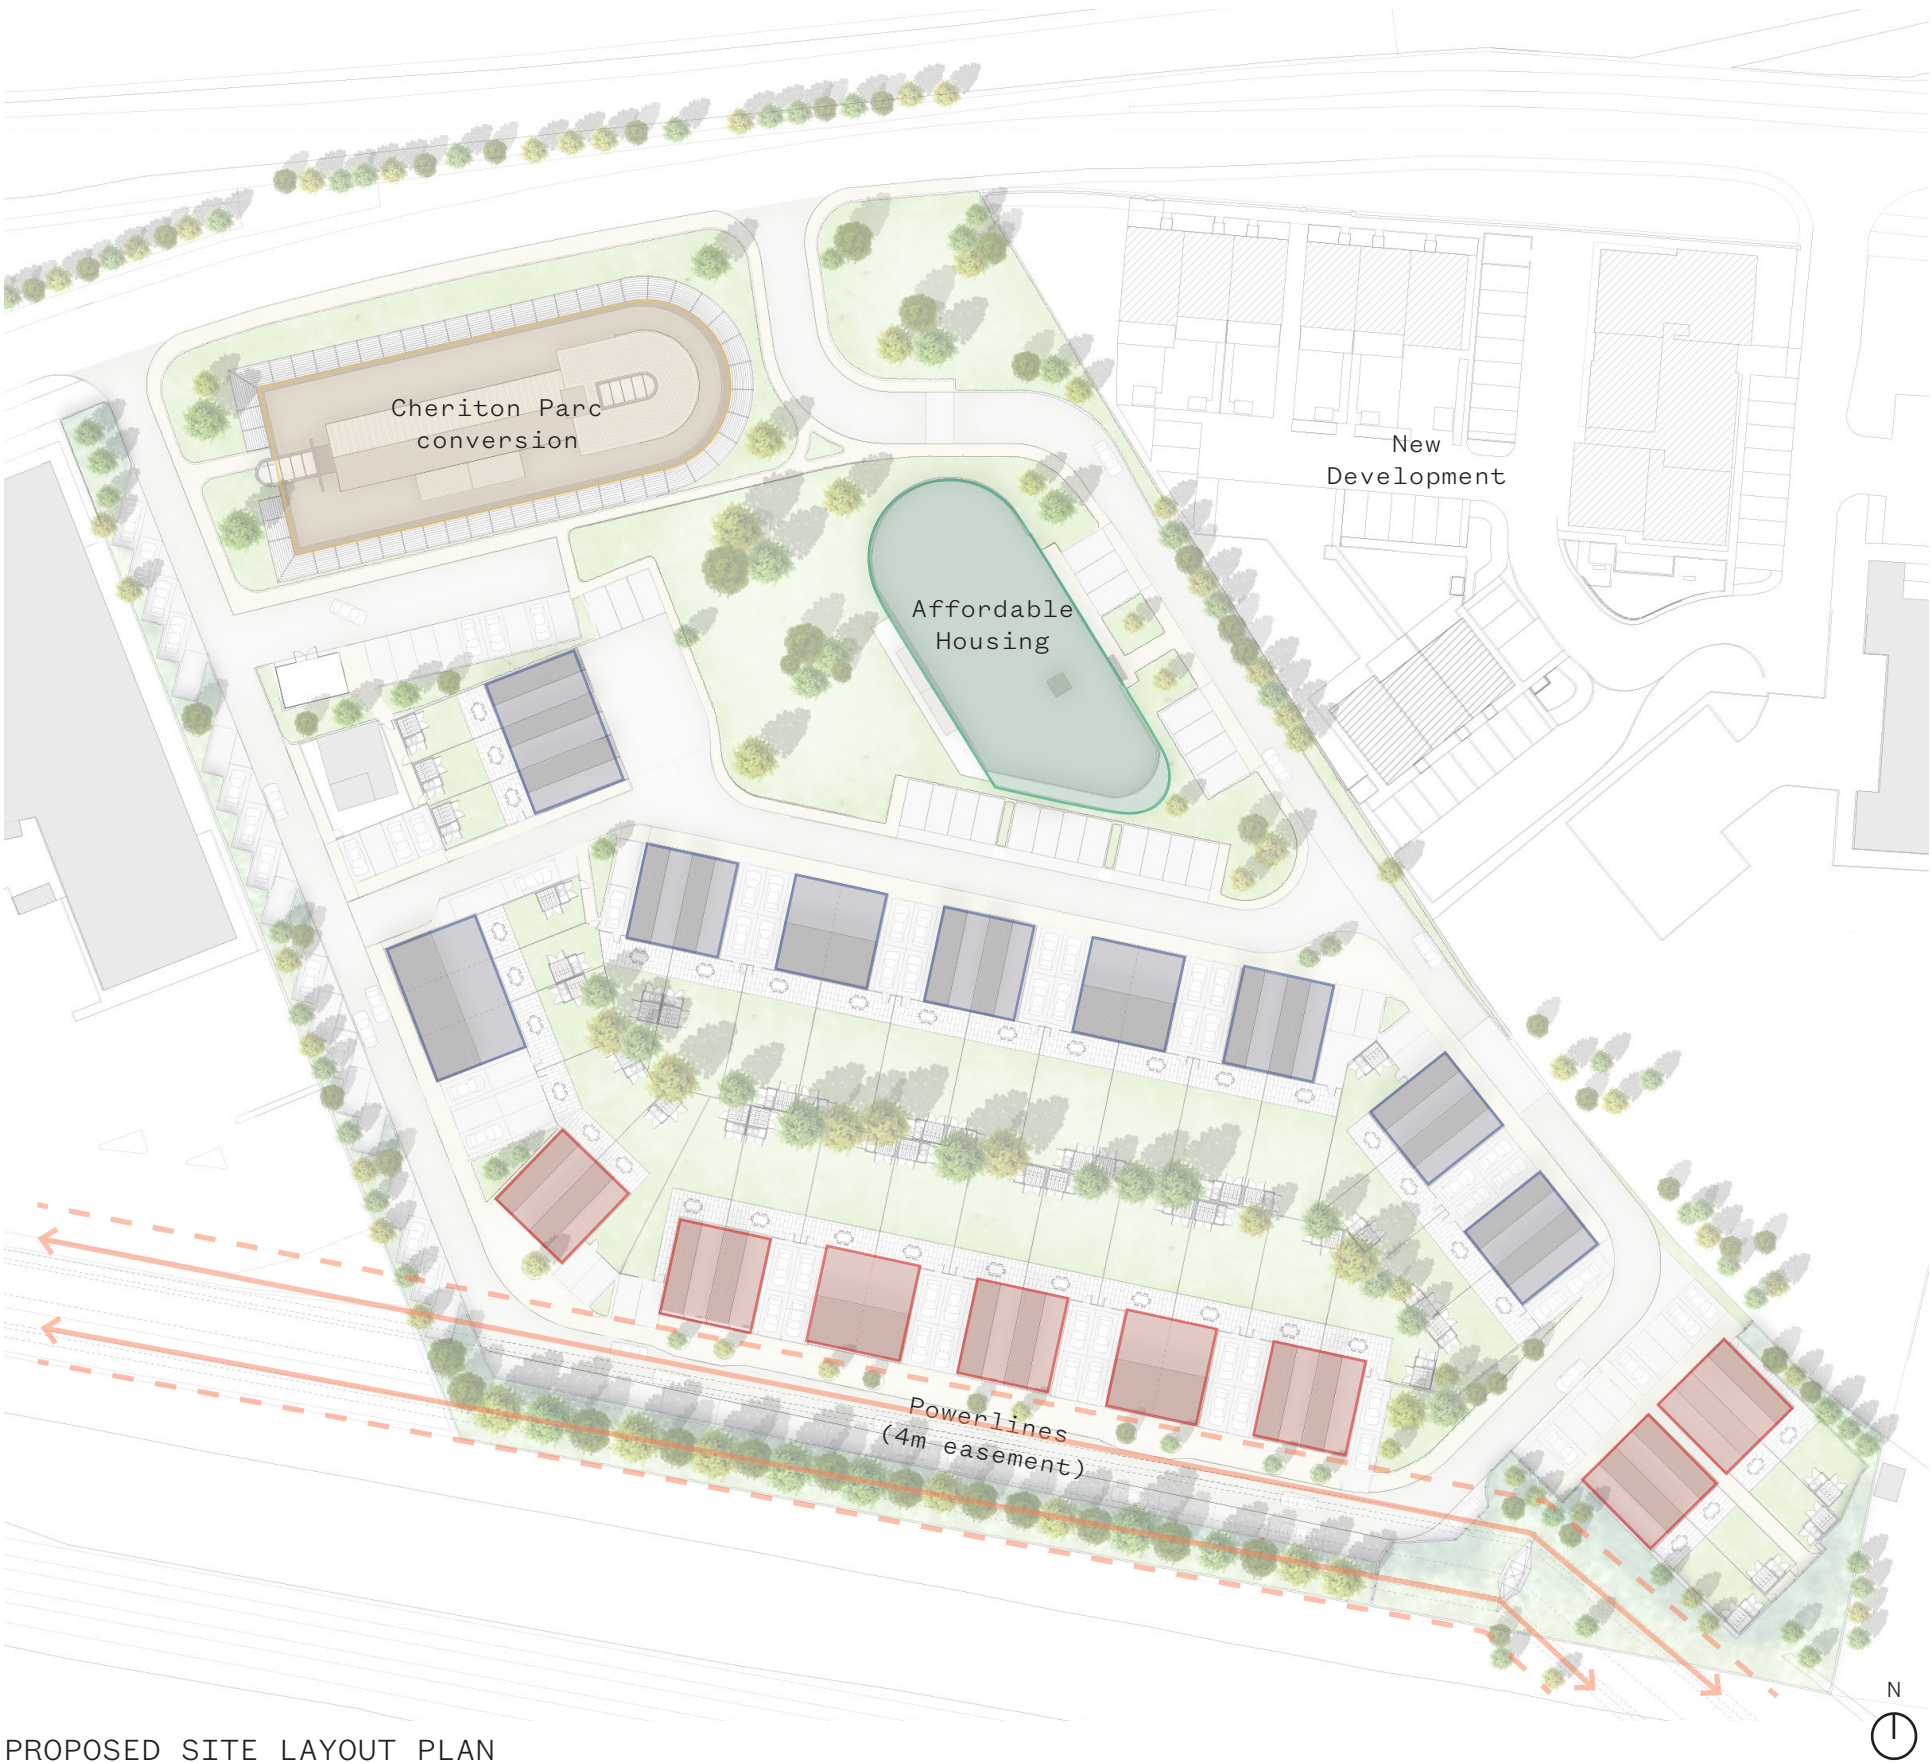 Cheriton Parc
conversion
New
Development
Affordable
Housing
Powerlines
(4m easement)
N
PROPOSED SITE LAYOUT PLAN